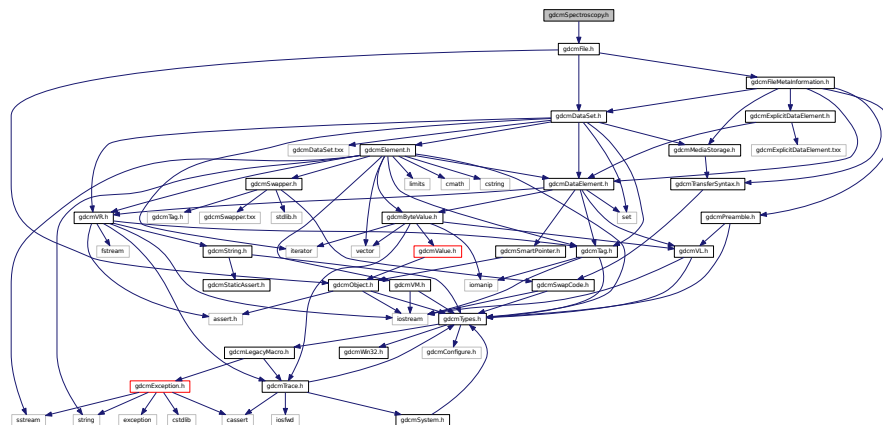 gdcmSpectroscopy.h
gdcmFile.h
gdcmFileMetaInformation.h
gdcmDataSet.h
gdcmExplicitDataElement.h
gdcmDataSet.txx
gdcmElement.h
gdcmMediaStorage.h
gdcmExplicitDataElement.txx
gdcmSwapper.h
limits
cmath
cstring
gdcmDataElement.h
gdcmTransferSyntax.h
gdcmVR.h
gdcmTag.h
gdcmSwapper.txx
stdlib.h
gdcmByteValue.h
set
gdcmPreamble.h
fstream
gdcmString.h
iterator
vector
gdcmValue.h
gdcmSmartPointer.h
gdcmTag.h
gdcmVL.h
gdcmStaticAssert.h
gdcmObject.h
gdcmVM.h
iomanip
gdcmSwapCode.h
assert.h
iostream
gdcmTypes.h
gdcmLegacyMacro.h
gdcmWin32.h
gdcmConfigure.h
gdcmException.h
gdcmTrace.h
sstream
string
exception
cstdlib
cassert
iosfwd
gdcmSystem.h